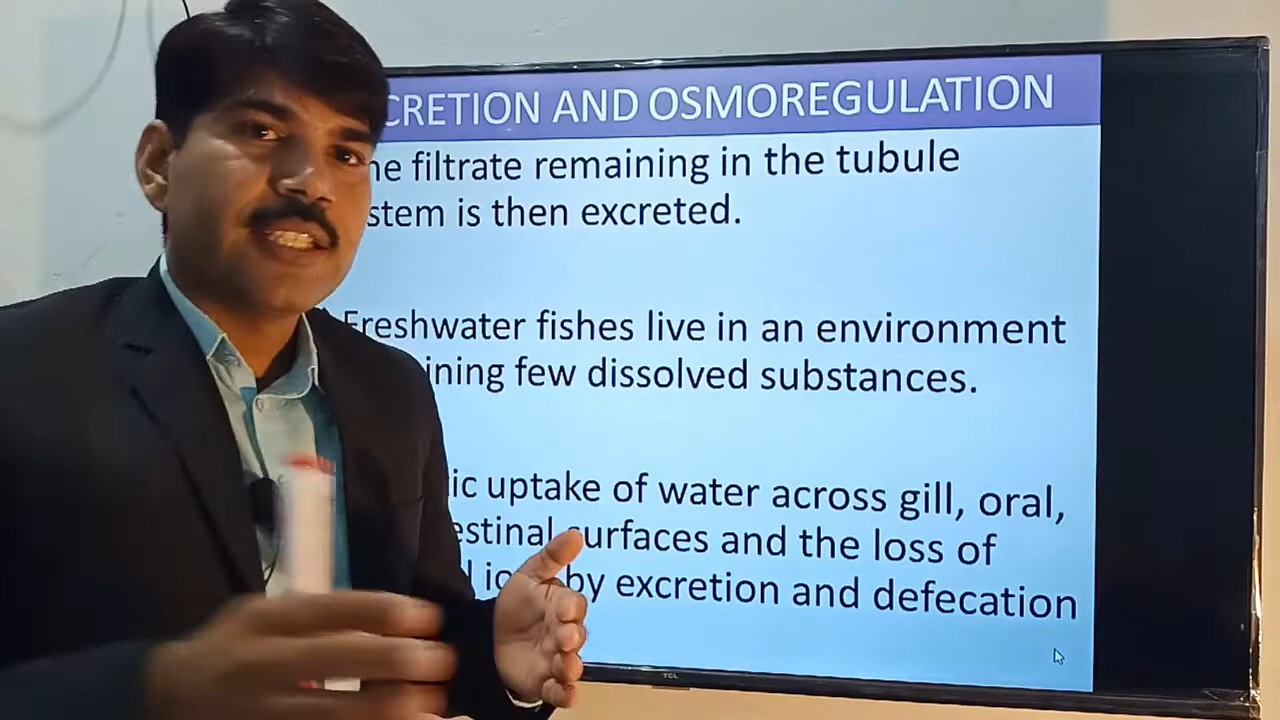 CRETION AND OSMOREGULATION
he filtrate remaining in the tubule
stem is then excreted.
Freshwater fishes live in an environment
ining few dissolved substances.
ic uptake of water across gill, oral,
estinal surfaces and the loss of
by excretion and defecation
TCL